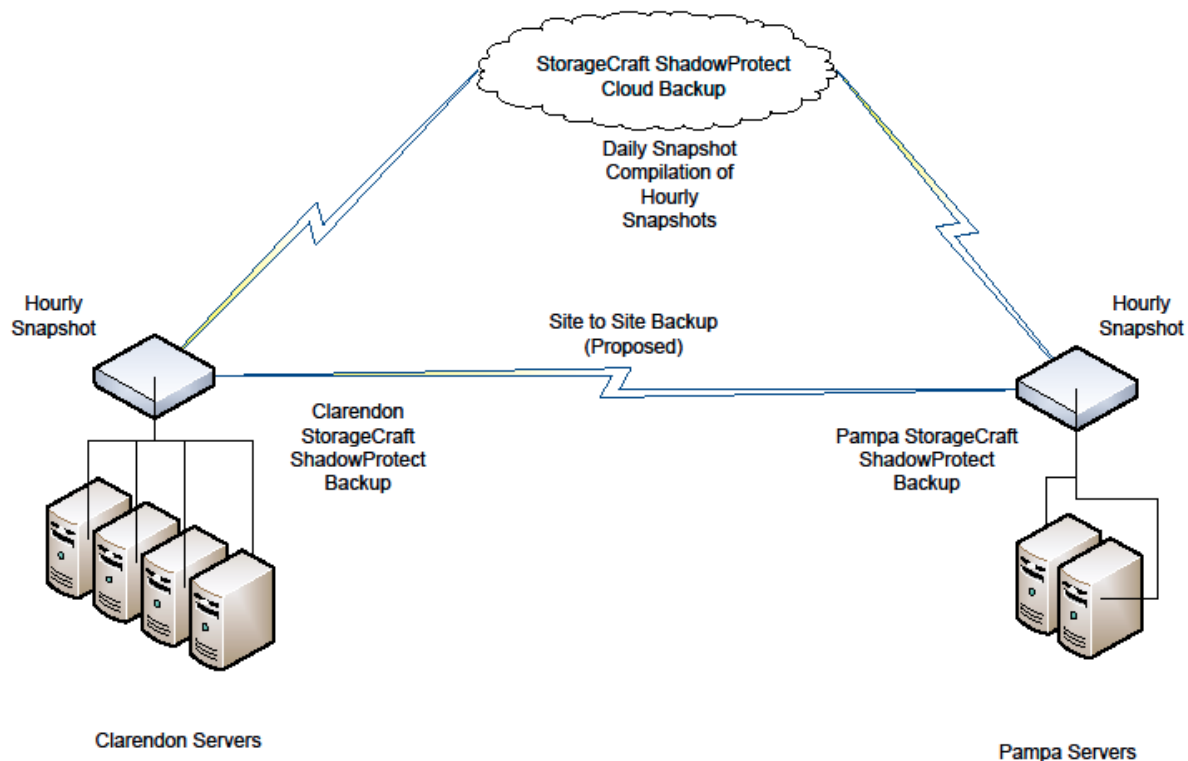 StorageCraft ShadowProtect
Cloud Backup
Daily Snapshot
Compilation of
Hourly
Snapshots
Hourly
Snapshot
Hourly
Snapshot
Site to Site Backup
(Proposed)
Clarendon
StorageCraft
ShadowProtect
Backup
Pampa StorageCraft
ShadowProtect
Backup
Clarendon Servers
Pampa Servers